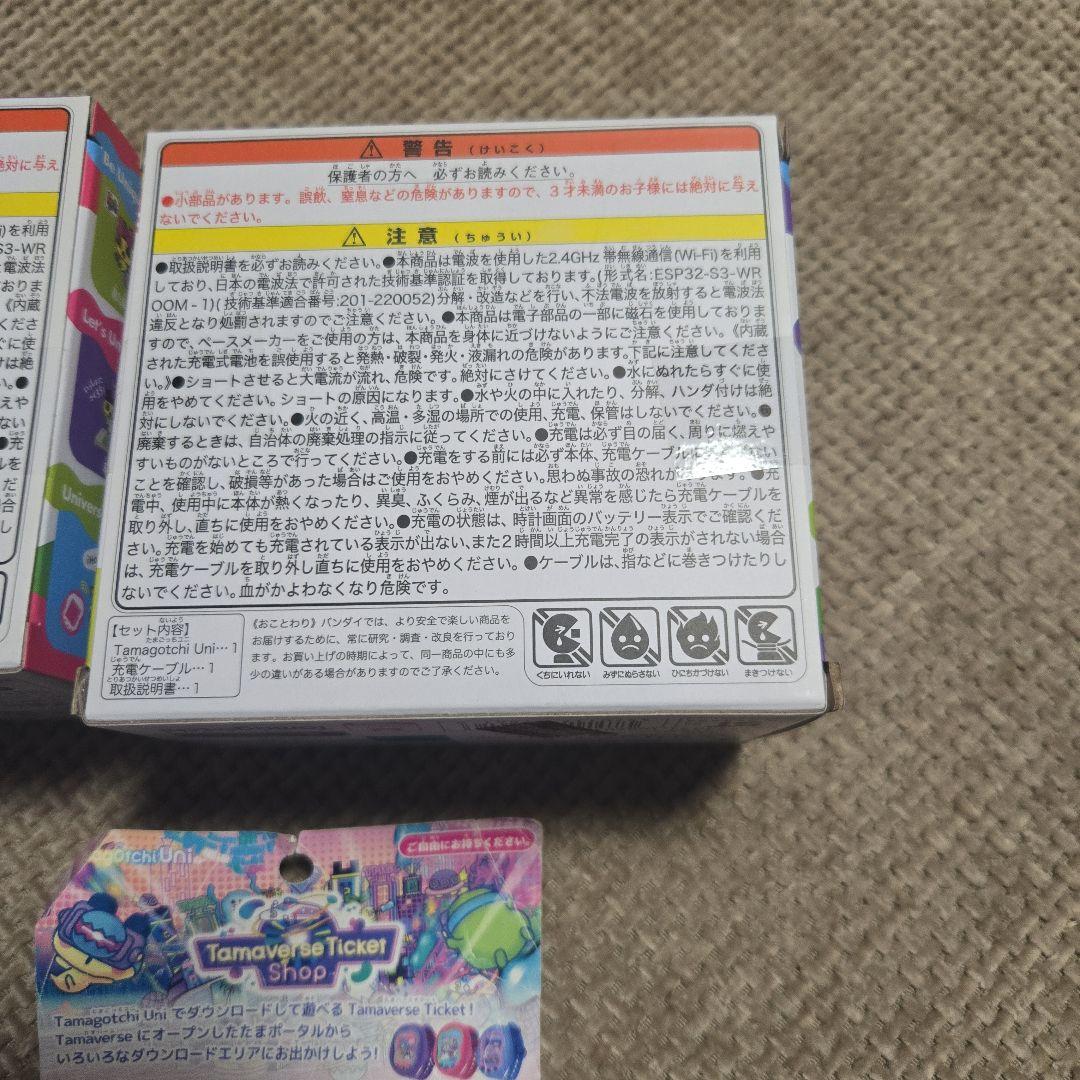 警告 (けいこく)
保護者の方へ 必ずお読みください。
●小部品があります。誤飲、窒息などの危険がありますので、3才未満のお子様には絶対に与え
ないでください。
注意 (ちゅうい)
●取扱説明書を必ずお読みください。●本商品は電波を使用した2.4GHz 帯無線通信(Wi-Fi)を利用
しており、日本の電波法で許可された技術基準認証を取得しております。(形式名:ESP32-S3-WR
OOM-1)(技術基準適合番号:201-220052)分解・改造などを行い、不法電波を放射すると電波法
違反となり処罰されますのでご注意ください。●本商品は電子部品の一部に磁石を使用しておりま
すので、ペースメーカーをご使用の方は、本商品を身体に近づけないようにご注意ください。《内蔵
された充電式電池を誤使用すると発熱・破裂・発火・液漏れの危険があります。下記に注意してくださ
い。》●ショートさせると大電流が流れ、危険です。絶対にさけてください。●水にぬれたらすぐに使
用をやめてください。ショートの原因になります。●水や火の中に入れたり、分解、ハンダ付けは絶
対にしないでください。●火の近く、高温・多湿の場所での使用、充電、保管はしないでください。●
廃棄するときは、自治体の廃棄処理の指示に従ってください。●充電は必ず目の届く、周りに燃えや
すいものがないところで行ってください。●充電をする前には必ず本体、充電ケーブルに
ことを確認し、破損等があった場合はご使用をおやめください。思わぬ事故の恐れが ます。●充
電中、使用中に本体が熱くなったり、異臭、ふくらみ、煙が出るなど異常を感じたら充電ケーブルを
取り外し、直ちに使用をおやめください。●充電の状態は、時計画面のバッテリー表示でご確認くだ
さい。充電を始めても充電されている表示が出ない、また2時間以上充電完了の表示がされない場合
は、充電ケーブルを取り外し直ちに使用をおやめください。●ケーブルは、指などに巻きつけたりし
ないでください。血がかよわなくなり危険です。
【セット内容】
Tamagotchi Uni…1
充電ケーブル…1
取扱説明書…1
《おことわり》バンダイでは、より安全で楽しい商品を
お届けするために、常に研究・調査・改良を行っており
ます。お買い上げの時期によって、同一商品の中にも多
少の違いがある場合がありますのでご了承ください。
くちにいれない
みずにぬらさない
ひにちかづけない
まきつけない
ご自由にお持ちください。
Tamaverse Ticket
Shop
Tamagotchi Uni でダウンロードして遊べる Tamaverse Ticket!
Tamaverse にオープンしたたまポータルから
いろいろなダウンロードエリアにお出かけしよう!